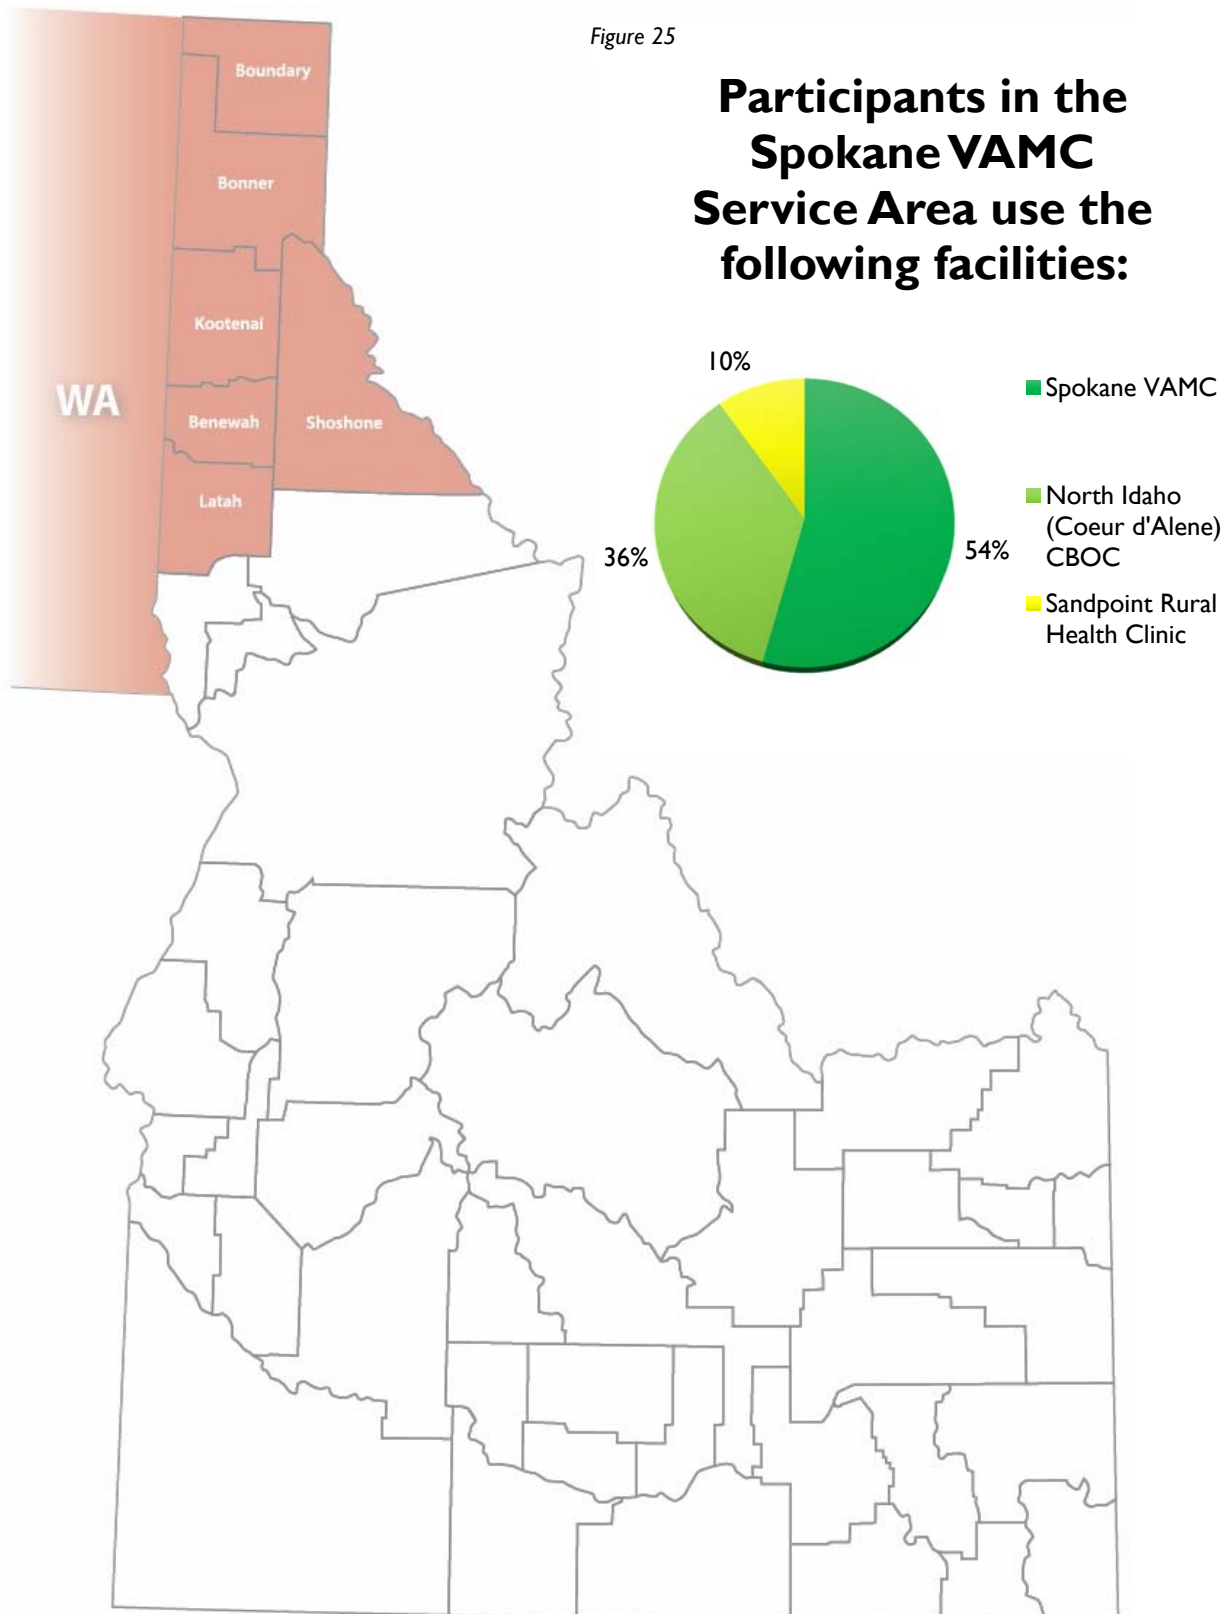 Figure 25
Participants in the
Spokane VAMC
Service Area use the
following facilities:
Boundary
Bonner
Kootenai
WA
Benewah
Shoshone
Latah
10%
36%
54%
Spokane VAMC
North Idaho
(Coeur d'Alene)
CBOC
Sandpoint Rural
Health Clinic